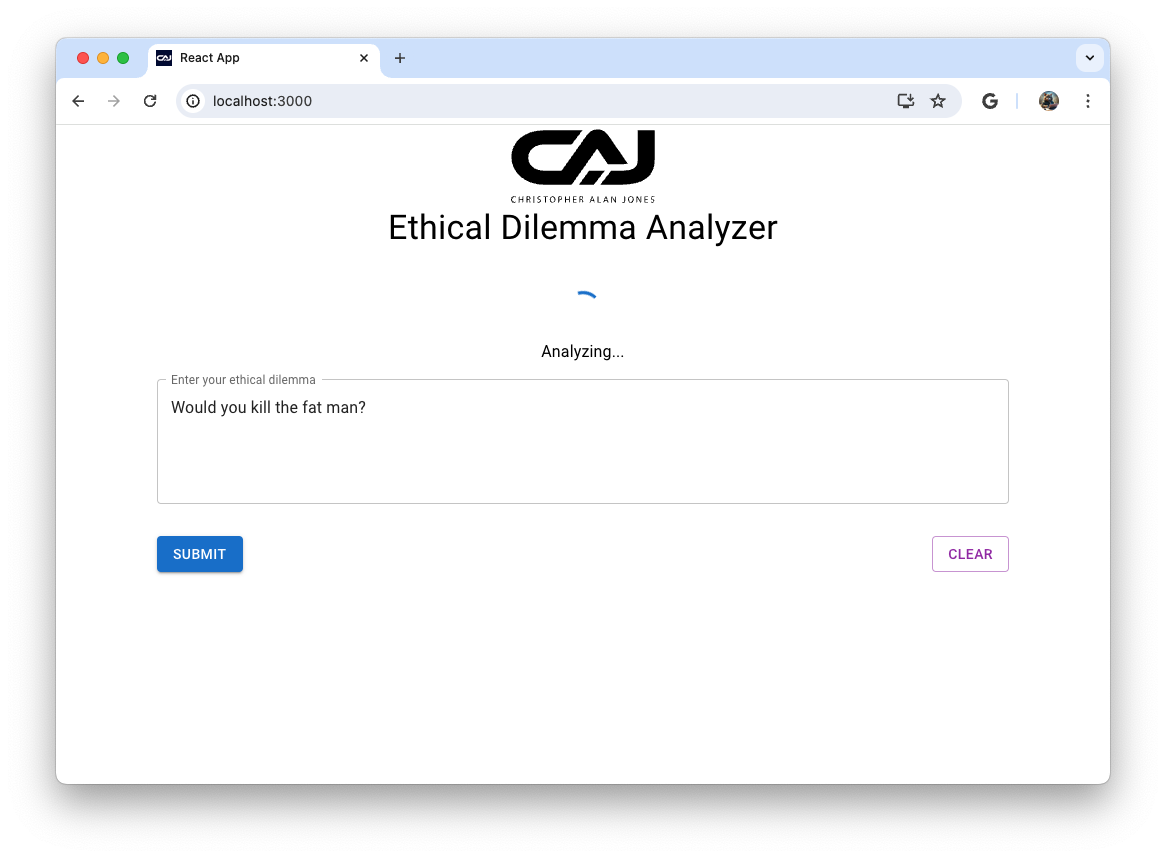 CAJ React App
localhost:3000
CAJ
CHRISTOPHER ALAN JONES
Ethical Dilemma Analyzer
Analyzing...
Enter your ethical dilemma
Would you kill the fat man?
SUBMIT
CLEAR